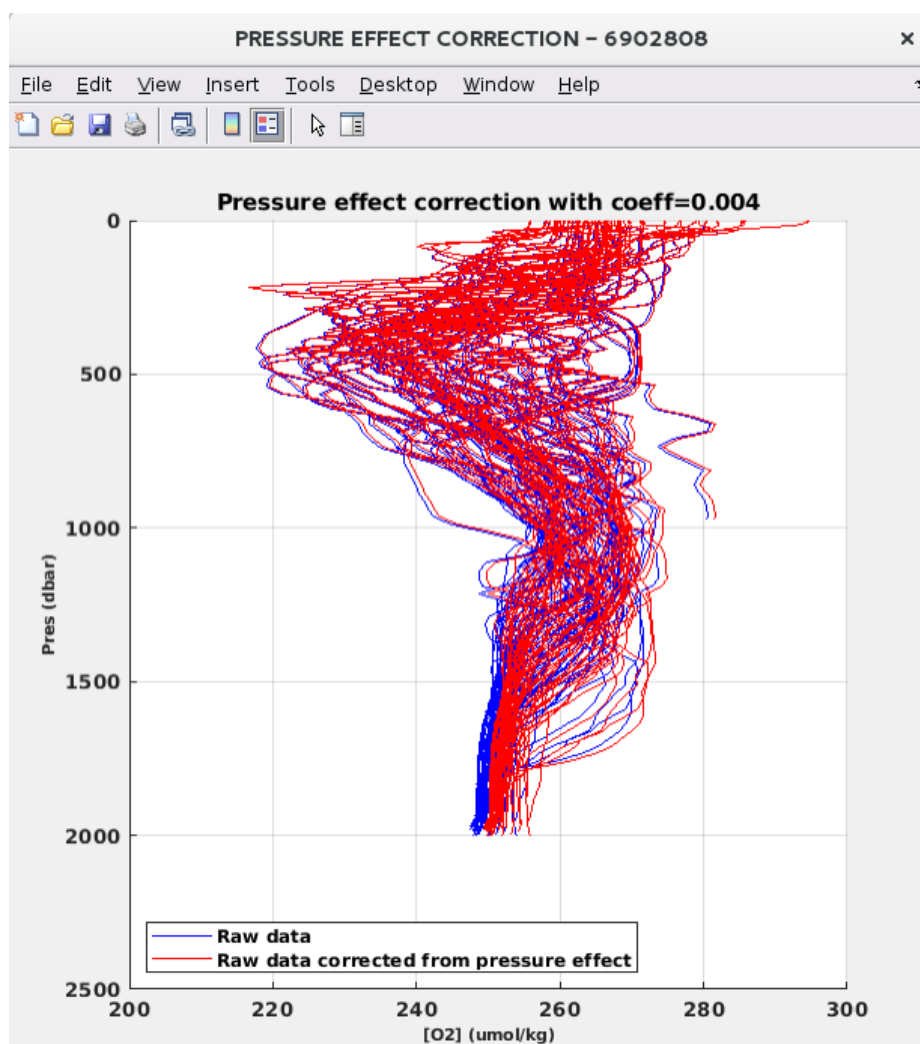 PRESSURE EFFECT CORRECTION – 6902808 ×
File Edit View Insert Tools Desktop Window Help
Pressure effect correction with coeff=0.004
0
500
1000
1500
2000
2500
Pres (dbar)
Raw data
Raw data corrected from pressure effect
200 220 240 260 280 300
[O2] (umol/kg)